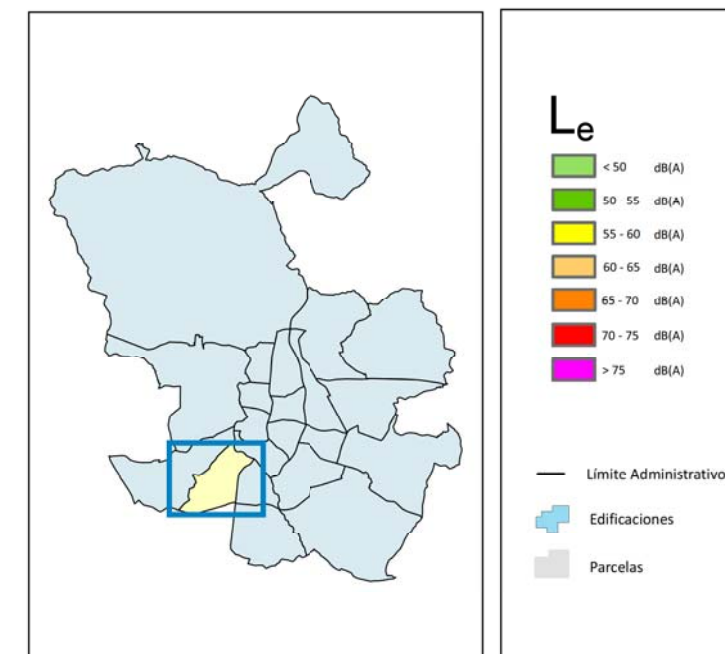 Le
< 50 dB(A)
50 - 55 dB(A)
55 - 60 dB(A)
60 - 65 dB(A)
65 - 70 dB(A)
70 - 75 dB(A)
> 75 dB(A)
Límite Administrativo
Edificaciones
Parcelas